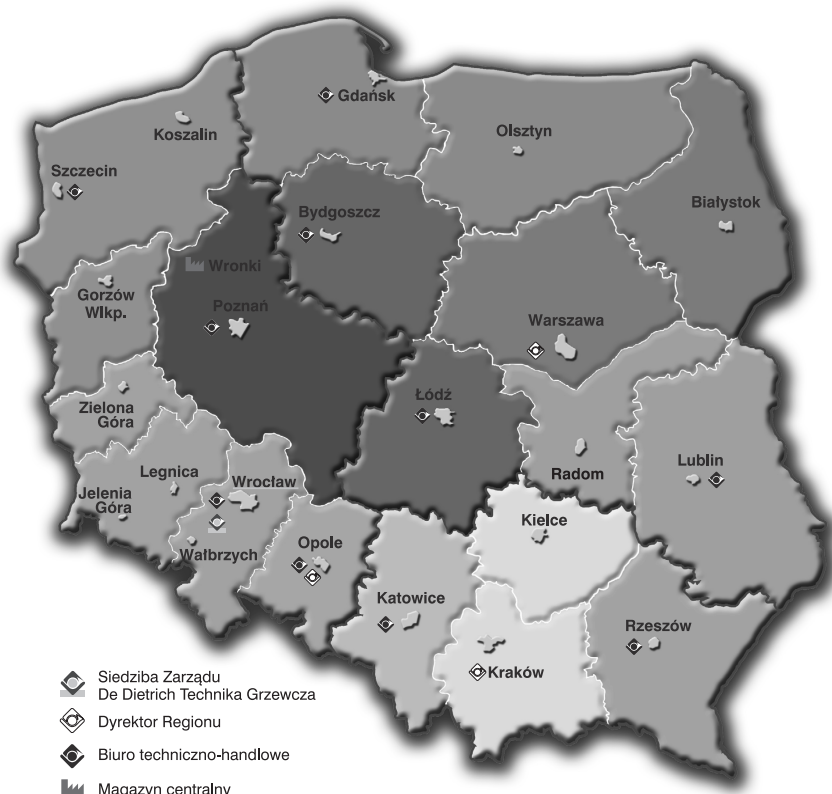 Gdańsk
Koszalin
Olsztyn
Szczecin
Białystok
Bydgoszcz
Wronki
Gorzów
Wlkp.
Poznań
Warszawa
Łódź
Zielona
Góra
Legnica
Wrocław
Radom
Lublin
Jelenia
Góra
Kielce
Wałbrzych
Opole
Katowice
Rzeszów
Kraków
Siedziba Zarządu
De Dietrich Technika Grzewcza
Dyrektor Regionu
Biuro techniczno-handlowe
Magazyn centralny